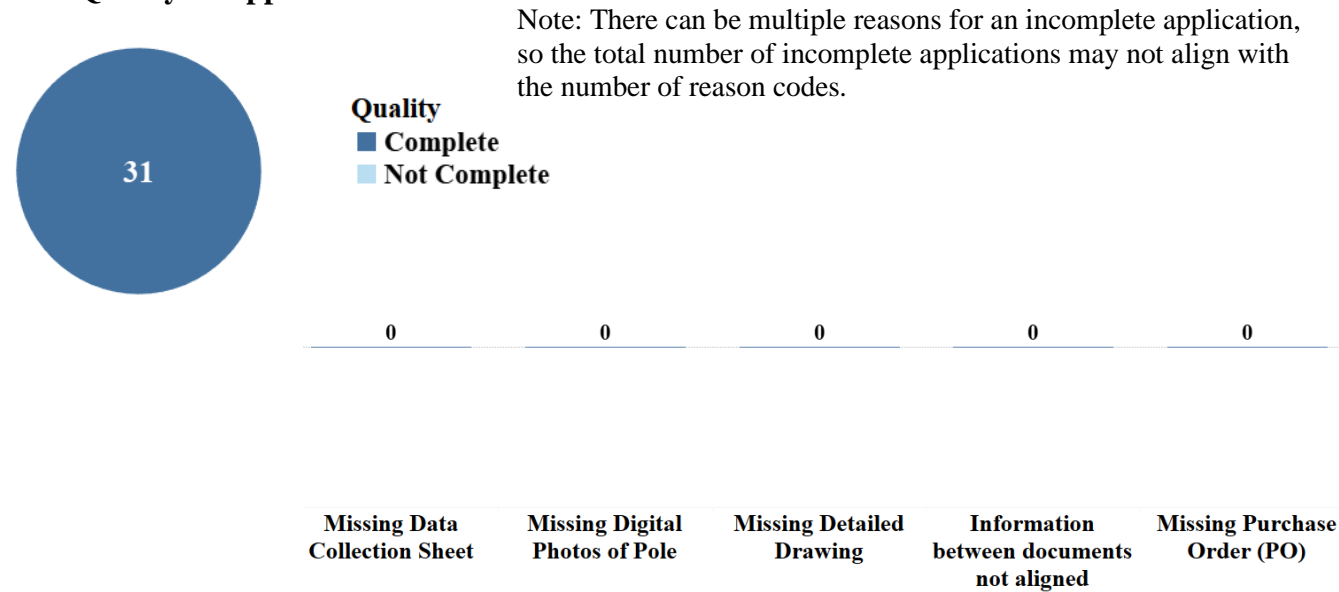 Note: There can be multiple reasons for an incomplete application,
so the total number of incomplete applications may not align with
the number of reason codes.
Quality
Complete
Not Complete
31
0 0 0 0 0
Missing Data Collection Sheet
Missing Digital Photos of Pole
Missing Detailed Drawing
Information between documents not aligned
Missing Purchase Order (PO)